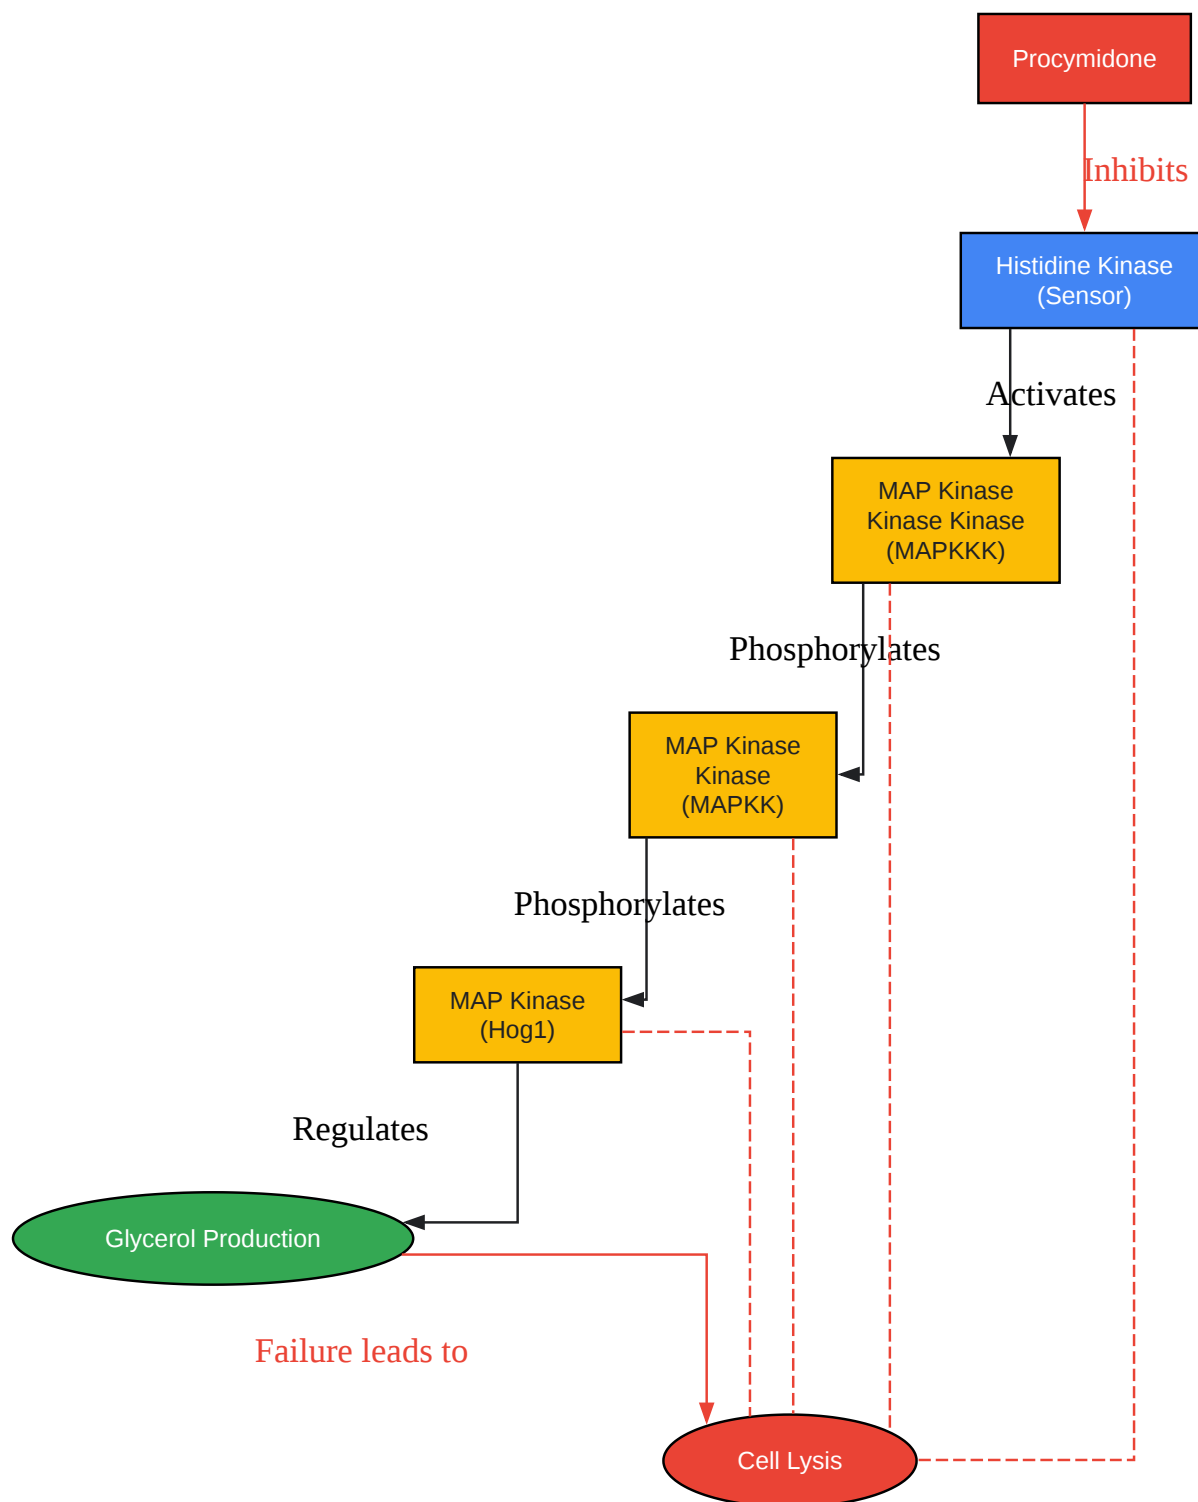 Procymidone
Inhibits
Histidine Kinase
(Sensor)
Activates
MAP Kinase
Kinase Kinase
(MAPKKK)
Phosphorylates
MAP Kinase
Kinase
(MAPKK)
Phosphorylates
MAP Kinase
(Hog1)
Regulates
Glycerol Production
Failure leads to
Cell Lysis